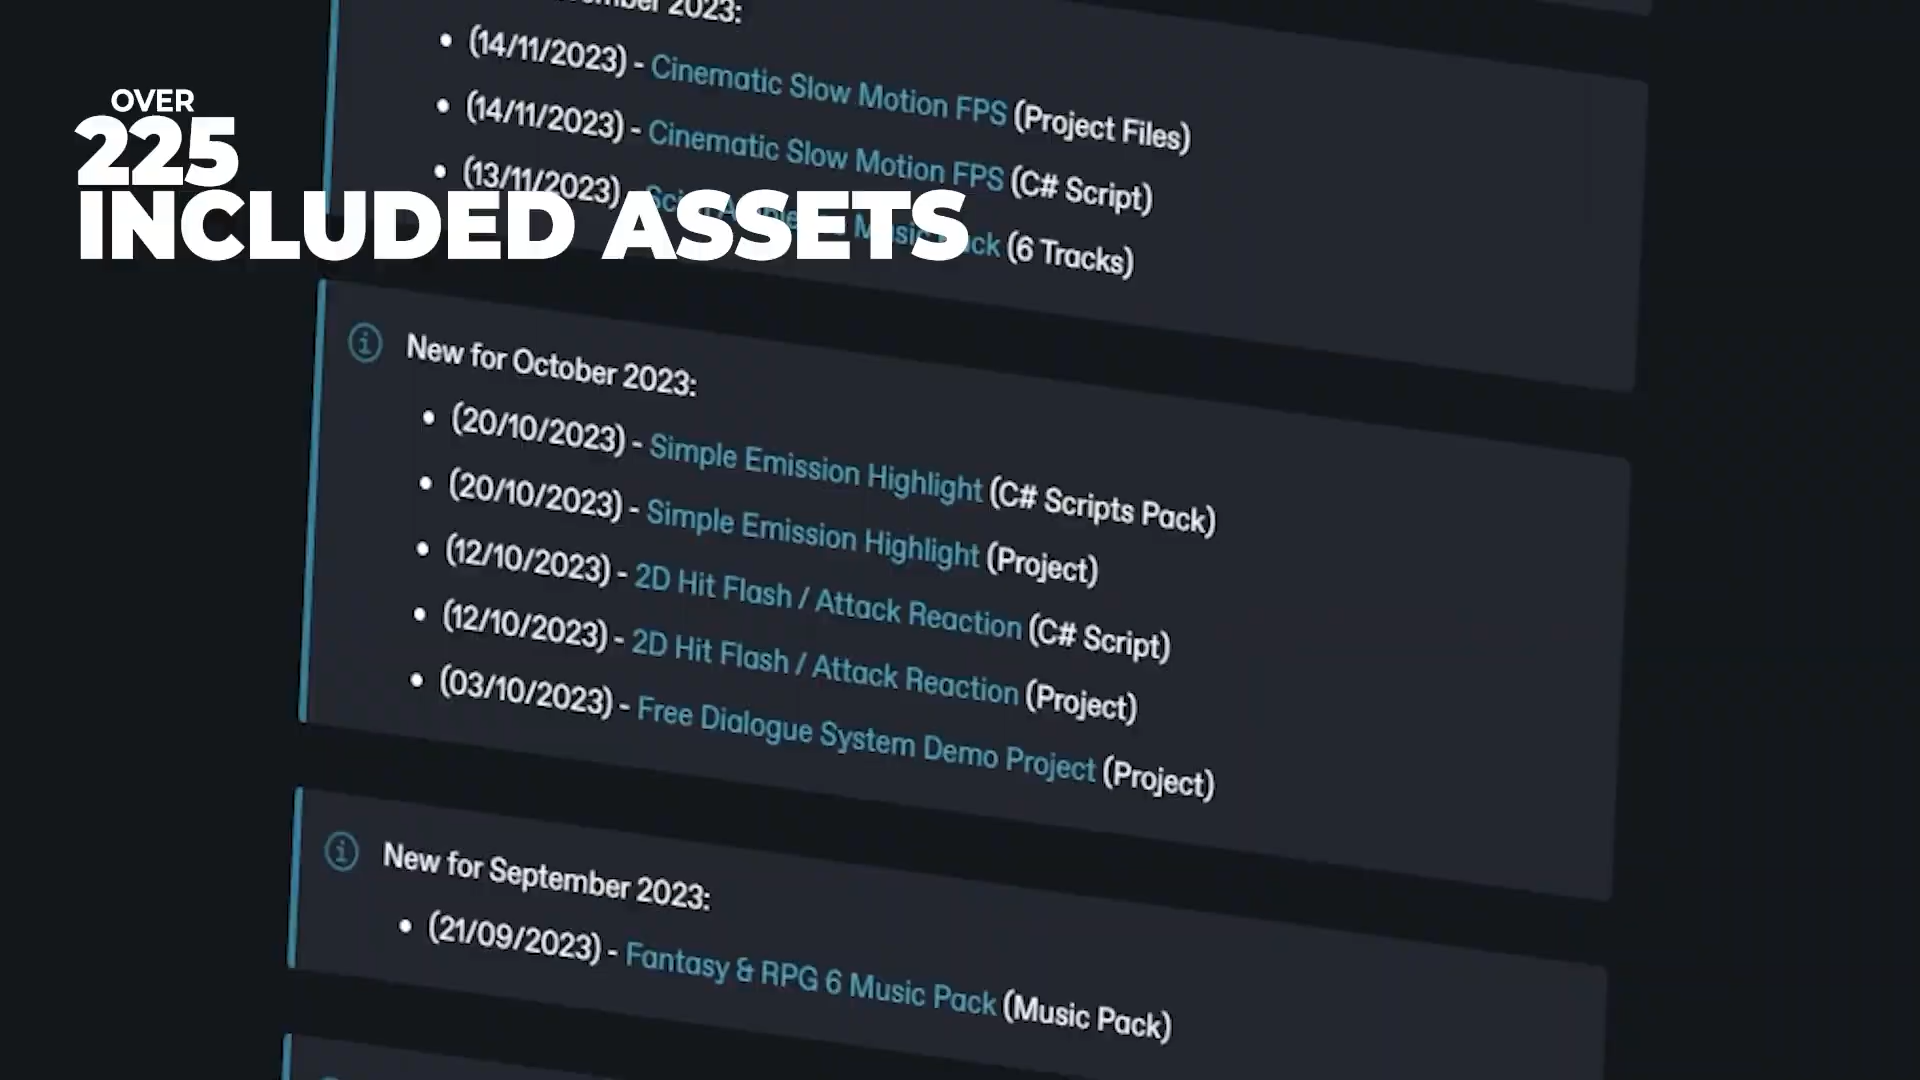 2023:
(14/11/2023) - Cinematic Slow Motion FPS (Project Files)
(14/11/2023) - Cinematic Slow Motion FPS (C# Script)
(13/11/2023) - (6 Tracks)
OVER
225
INCLUDED ASSETS
New for October 2023:
(20/10/2023) - Simple Emission Highlight (C# Scripts Pack)
(20/10/2023) - Simple Emission Highlight (Project)
(12/10/2023) - 2D Hit Flash / Attack Reaction (C# Script)
(12/10/2023) - 2D Hit Flash / Attack Reaction (Project)
(03/10/2023) - Free Dialogue System Demo Project (Project)
New for September 2023:
(21/09/2023) - Fantasy & RPG 6 Music Pack (Music Pack)